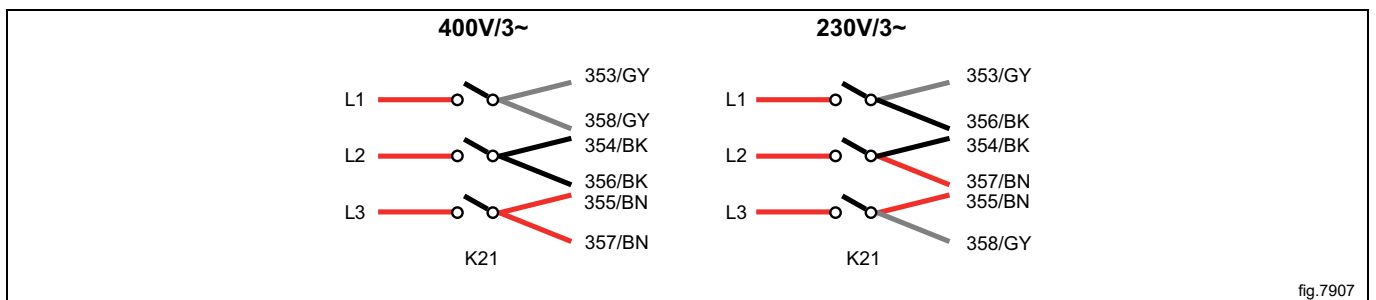 400V/3~
L1
353/GY
358/GY
L2
354/BK
356/BK
L3
355/BN
357/BN
K21
230V/3~
L1
353/GY
356/BK
L2
354/BK
357/BN
L3
355/BN
358/GY
K21
fig.7907